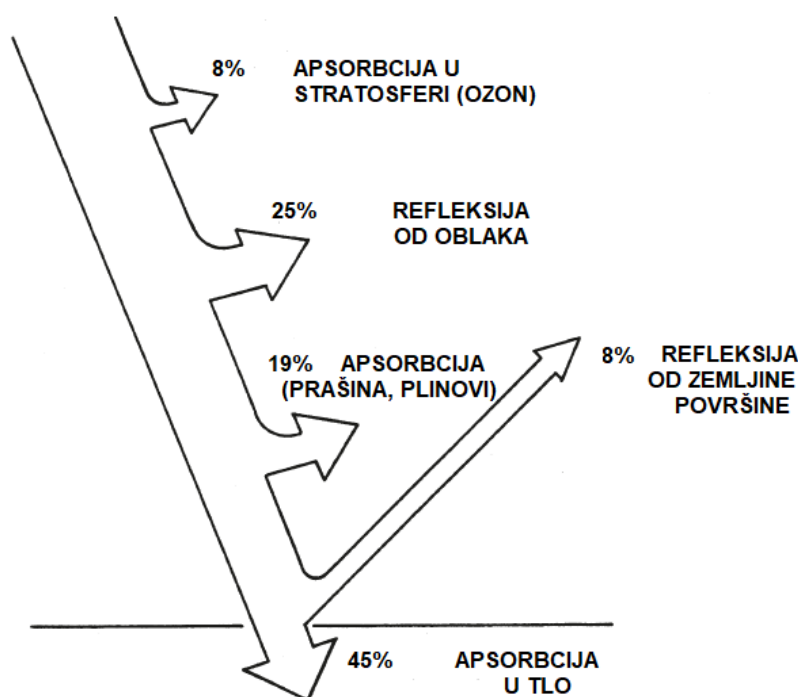 8% APSORBCIJA U
STRATOSFERI (OZON)
25% REFLEKSIJA
OD OBLAKA
19% APSORBCIJA
(PRAŠINA, PLINOVI)
8% REFLEKSIJA
OD ZEMLJINE
POVRŠINE
45% APSORBCIJA
U TLO